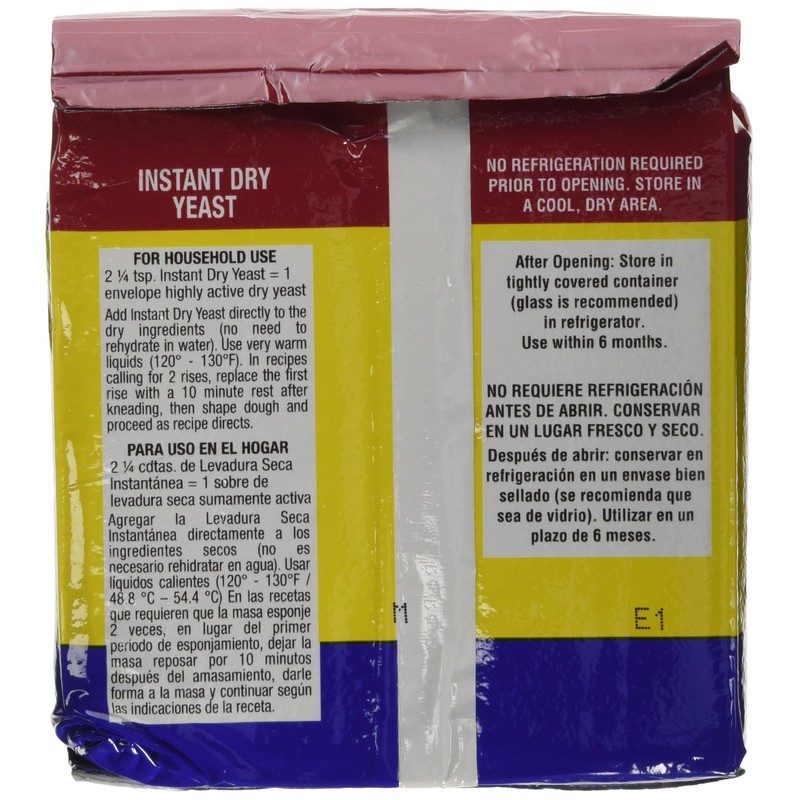 INSTANT DRY
YEAST
FOR HOUSEHOLD USE
2 ¼ tsp. Instant Dry Yeast = 1
envelope highly active dry yeast
Add Instant Dry Yeast directly to the
dry ingredients (no need to
rehydrate in water). Use very warm
liquids (120° - 130°F). In recipes
calling for 2 rises, replace the first
rise with a 10 minute rest after
kneading, then shape dough and
proceed as recipe directs.
PARA USO EN EL HOGAR
2 ¼ cdtas. de Levadura Seca
Instantánea = 1 sobre de
levadura seca sumamente activa
Agregar la Levadura Seca
Instantánea directamente a los
ingredientes secos (no es
necesario rehidratar en agua). Usar
líquidos calientes (120° - 130°F /
48.8 °C – 54.4 °C) En las recetas
que requieren que la masa esponje
2 veces, en lugar del primer
periodo de esponjamiento, dejar la
masa reposar por 10 minutos
después del amasamiento, darle
forma a la masa y continuar según
las indicaciones de la receta.
NO REFRIGERATION REQUIRED
PRIOR TO OPENING. STORE IN
A COOL, DRY AREA.
After Opening: Store in
tightly covered container
(glass is recommended)
in refrigerator.
Use within 6 months.
NO REQUIERE REFRIGERACIÓN
ANTES DE ABRIR. CONSERVAR
EN UN LUGAR FRESCO Y SECO.
Después de abrir: conservar en
refrigeración en un envase bien
sellado (se recomienda que
sea de vidrio). Utilizar en un
plazo de 6 meses.
M
E1